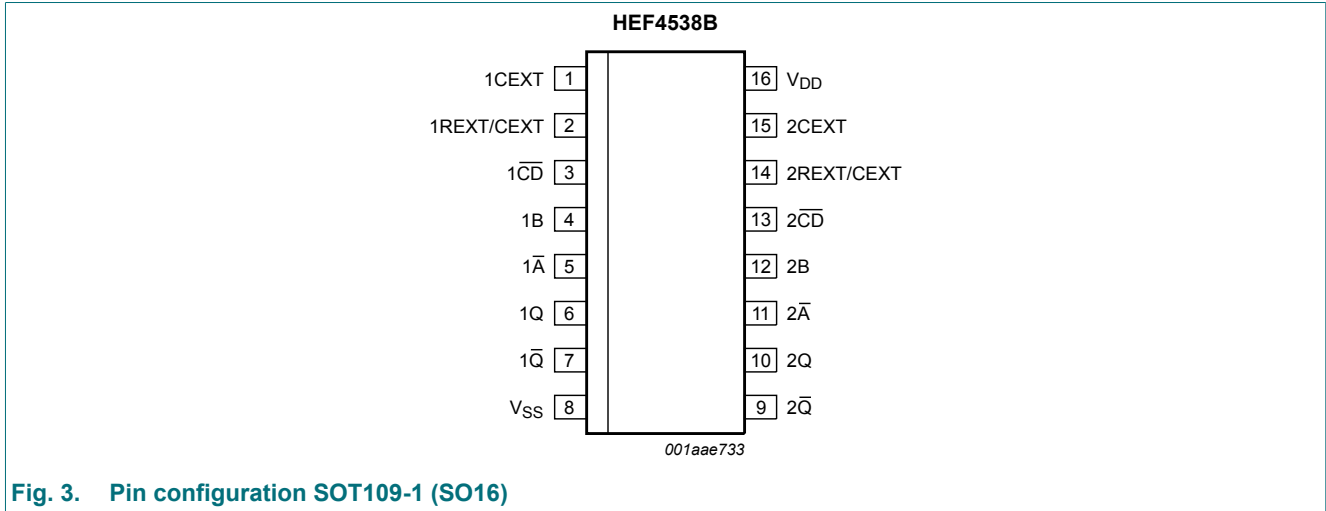 HEF4538B
1CEXT 1
16 VDD
1REXT/CEXT 2
15 2CEXT
1C̅D̅ 3
14 2REXT/CEXT
1B 4
13 2C̅D̅
1A̅ 5
12 2B
1Q 6
11 2A̅
1Q̅ 7
10 2Q
VSS 8
9 2Q̅
001aae733
Fig. 3. Pin configuration SOT109-1 (SO16)